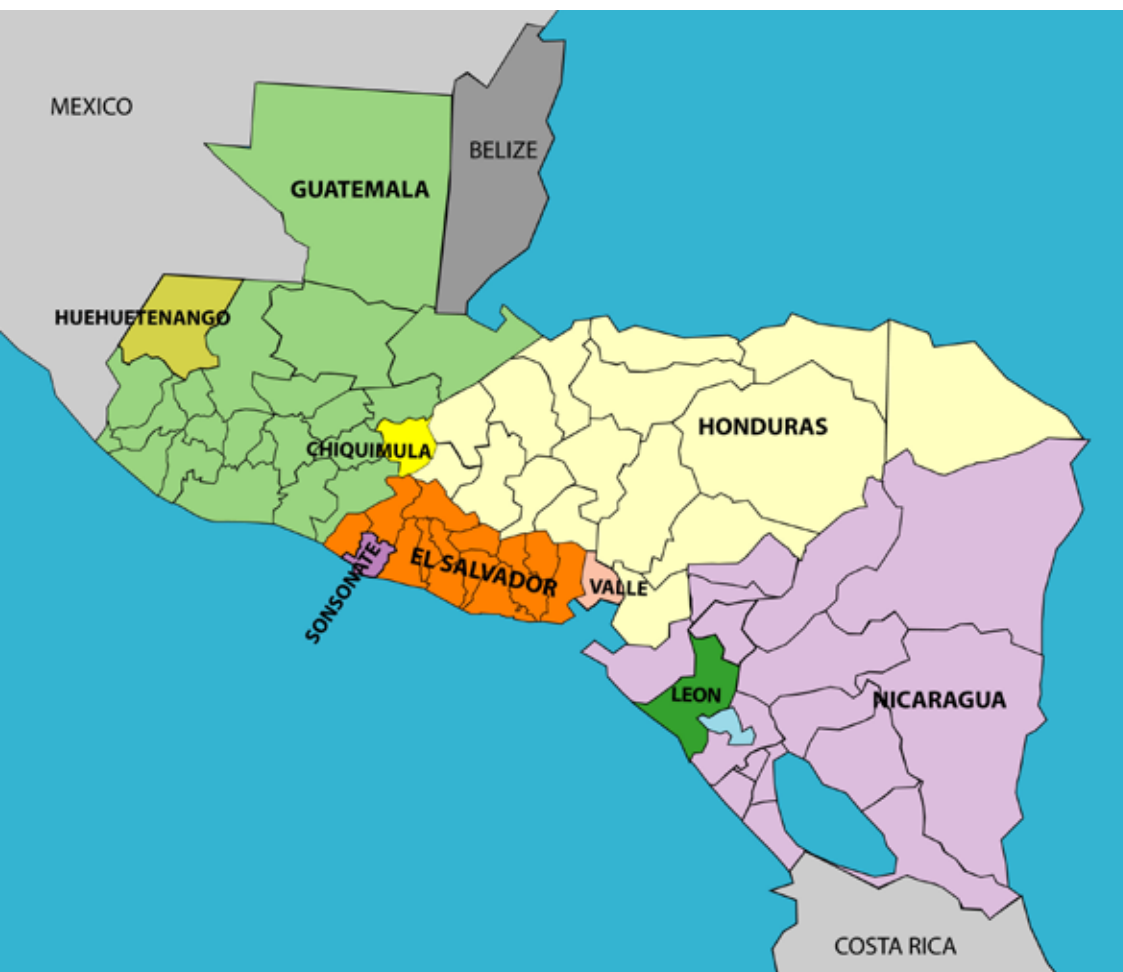 MEXICO
BELIZE
GUATEMALA
HUEHUETENANGO
HONDURAS
CHIQUIMULA
EL SALVADOR
SONSONATE
VALLE
LEON
NICARAGUA
COSTA RICA